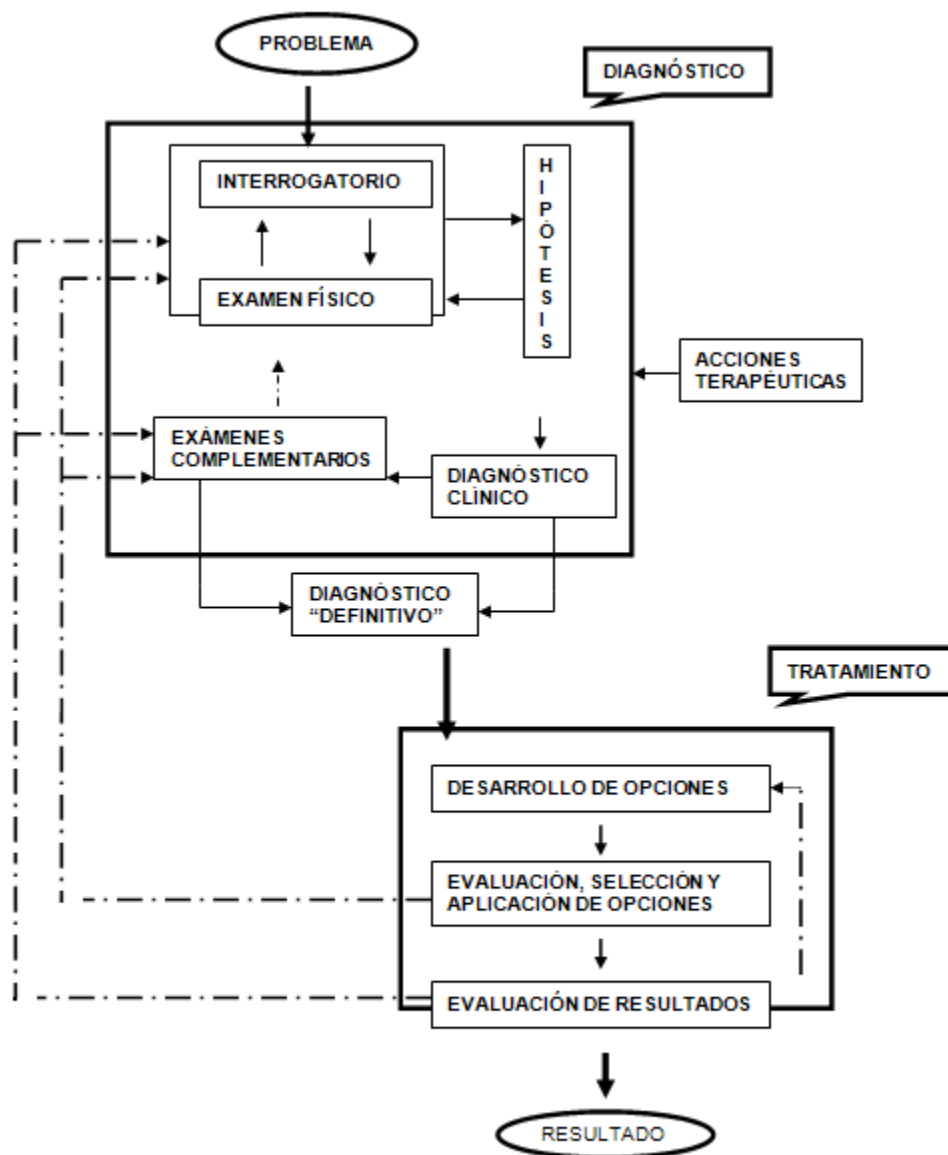 PROBLEMA
DIAGNÓSTICO
INTERROGATORIO
HIPÓTESIS
EXAMEN FÍSICO
ACCIONES
TERAPÉUTICAS
EXÁMENES
COMPLEMENTARIOS
DIAGNÓSTICO
CLÍNICO
DIAGNÓSTICO
“DEFINITIVO”
TRATAMIENTO
DESARROLLO DE OPCIONES
EVALUACIÓN, SELECCIÓN Y
APLICACIÓN DE OPCIONES
EVALUACIÓN DE RESULTADOS
RESULTADO